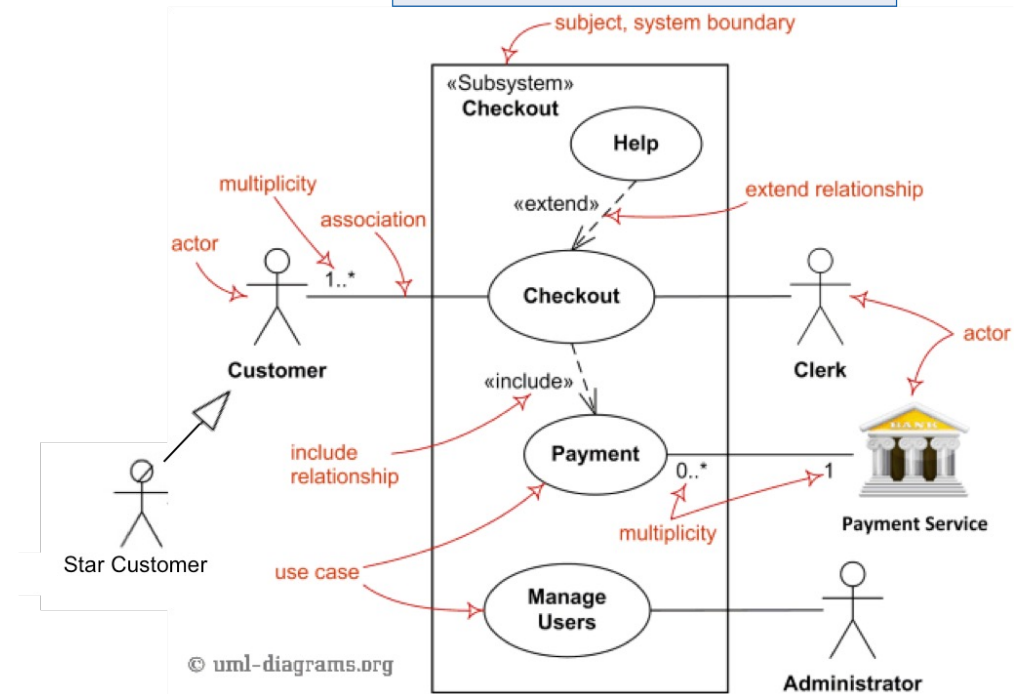 subject, system boundary
«Subsystem»
Checkout
Help
multiplicity
«extend»
extend relationship
association
actor
1..*
Checkout
actor
Customer
Clerk
«include»
BANK
include
relationship
Payment
0..*
1
multiplicity
Payment Service
Star Customer
use case
Manage
Users
© uml-diagrams.org
Administrator